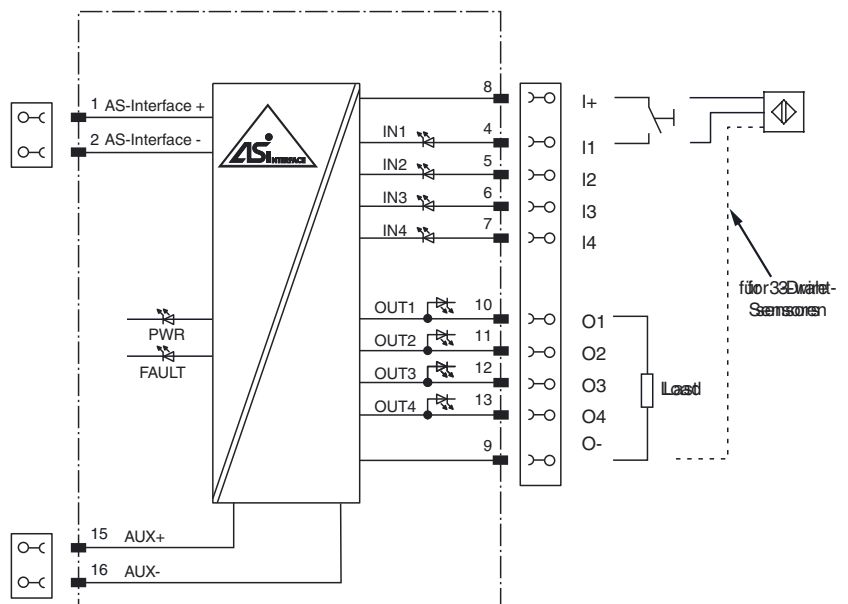 1 AS-Interface +
2 AS-Interface -
ASi INTERFACE
8
I+
IN1
4
I1
IN2
5
I2
IN3
6
I3
IN4
7
I4
OUT1
10
O1
OUT2
11
O2
OUT3
12
O3
OUT4
13
O4
9
O-
PWR
FAULT
15 AUX+
16 AUX-